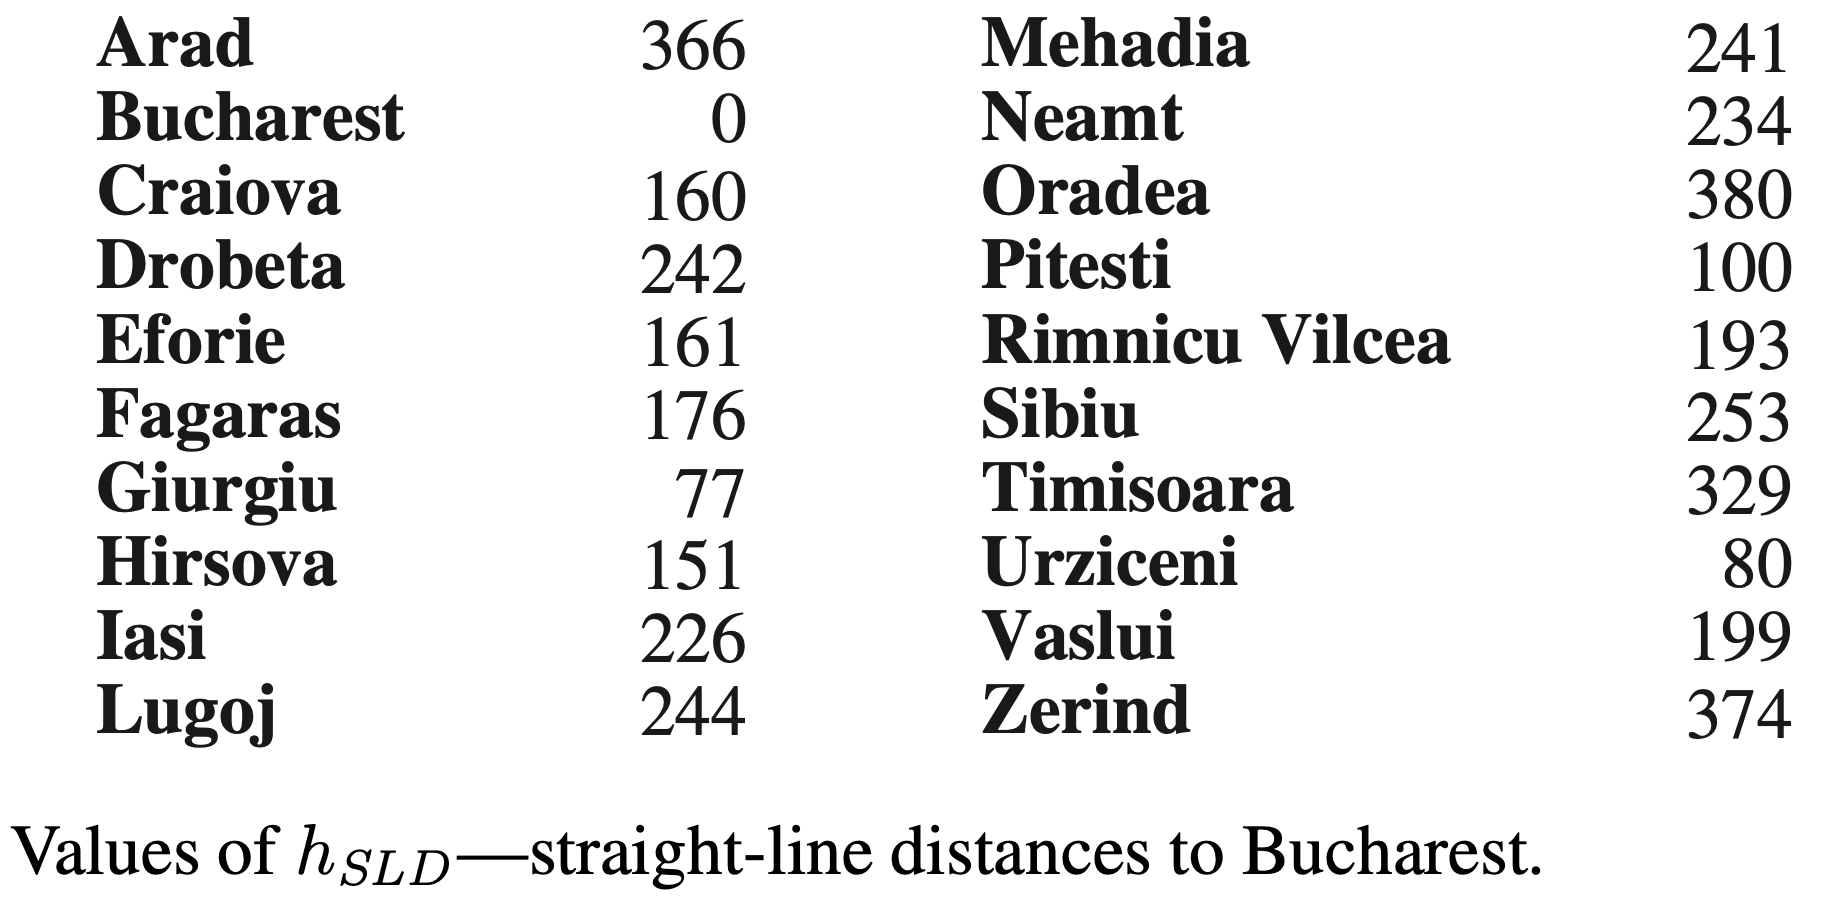 Arad 366 Mehadia 241
Bucharest 0 Neamt 234
Craiova 160 Oradea 380
Drobeta 242 Pitesti 100
Eforie 161 Rimnicu Vilcea 193
Fagaras 176 Sibiu 253
Giurgiu 77 Timisoara 329
Hirsova 151 Urziceni 80
Iasi 226 Vaslui 199
Lugoj 244 Zerind 374
Values of hSLD—straight-line distances to Bucharest.